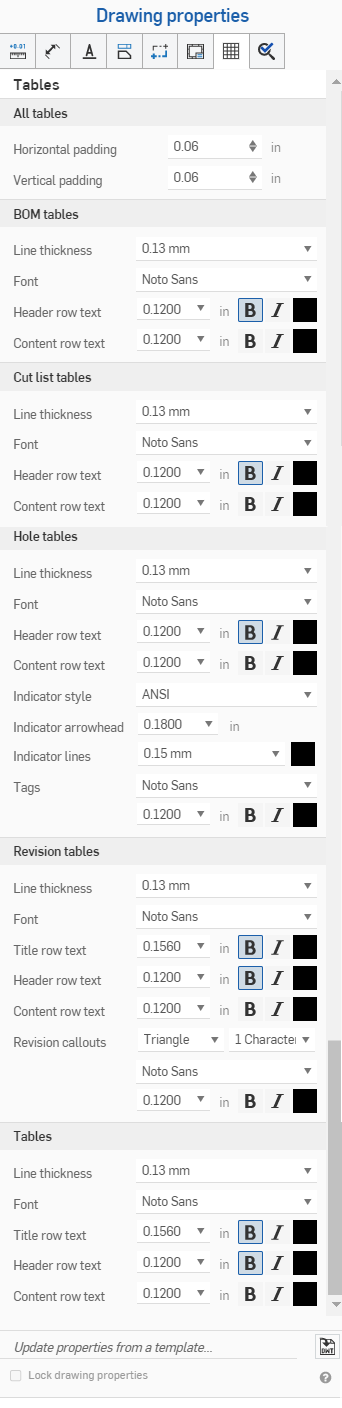 Drawing properties
+0.01 A
Tables
All tables
Horizontal padding 0.06 in
Vertical padding 0.06 in
BOM tables
Line thickness 0.13 mm
Font Noto Sans
Header row text 0.1200 in B I
Content row text 0.1200 in B I
Cut list tables
Line thickness 0.13 mm
Font Noto Sans
Header row text 0.1200 in B I
Content row text 0.1200 in B I
Hole tables
Line thickness 0.13 mm
Font Noto Sans
Header row text 0.1200 in B I
Content row text 0.1200 in B I
Indicator style ANSI
Indicator arrowhead 0.1800 in
Indicator lines 0.15 mm
Tags Noto Sans
0.1200 in B I
Revision tables
Line thickness 0.13 mm
Font Noto Sans
Title row text 0.1560 in B I
Header row text 0.1200 in B I
Content row text 0.1200 in B I
Revision callouts Triangle 1 Character
Noto Sans
0.1200 in B I
Tables
Line thickness 0.13 mm
Font Noto Sans
Title row text 0.1560 in B I
Header row text 0.1200 in B I
Content row text 0.1200 in B I
Update properties from a template... DWT
Lock drawing properties ?